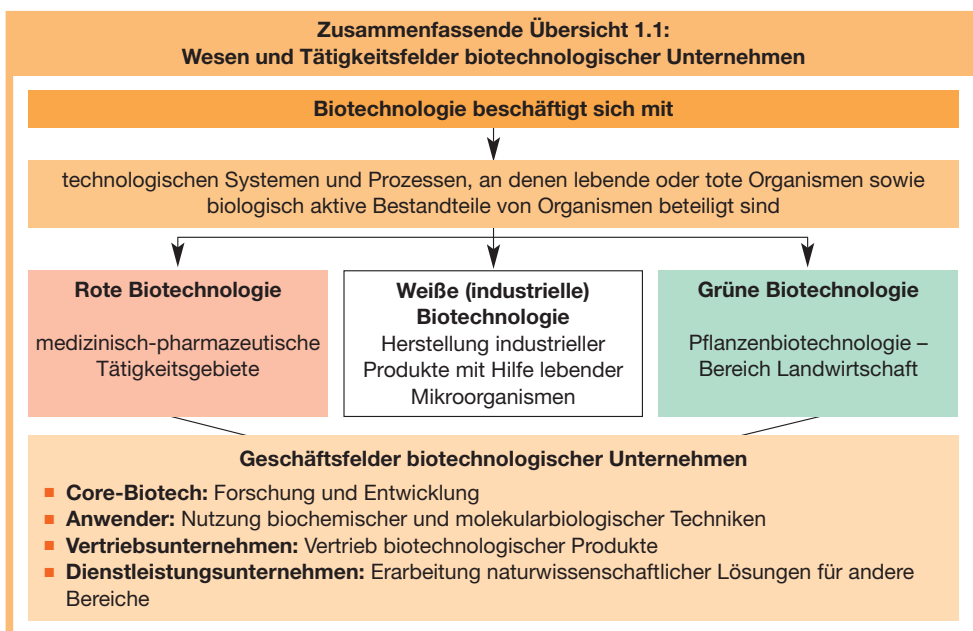 Zusammenfassende Übersicht 1.1:
Wesen und Tätigkeitsfelder biotechnologischer Unternehmen
Biotechnologie beschäftigt sich mit
technologischen Systemen und Prozessen, an denen lebende oder tote Organismen sowie
biologisch aktive Bestandteile von Organismen beteiligt sind
Rote Biotechnologie
medizinisch-pharmazeutische
Tätigkeitsgebiete
Weiße (industrielle)
Biotechnologie
Herstellung industrieller
Produkte mit Hilfe lebender
Mikroorganismen
Grüne Biotechnologie
Pflanzenbiotechnologie –
Bereich Landwirtschaft
Geschäftsfelder biotechnologischer Unternehmen
■ Core-Biotech: Forschung und Entwicklung
■ Anwender: Nutzung biochemischer und molekularbiologischer Techniken
■ Vertriebsunternehmen: Vertrieb biotechnologischer Produkte
■ Dienstleistungsunternehmen: Erarbeitung naturwissenschaftlicher Lösungen für andere
Bereiche